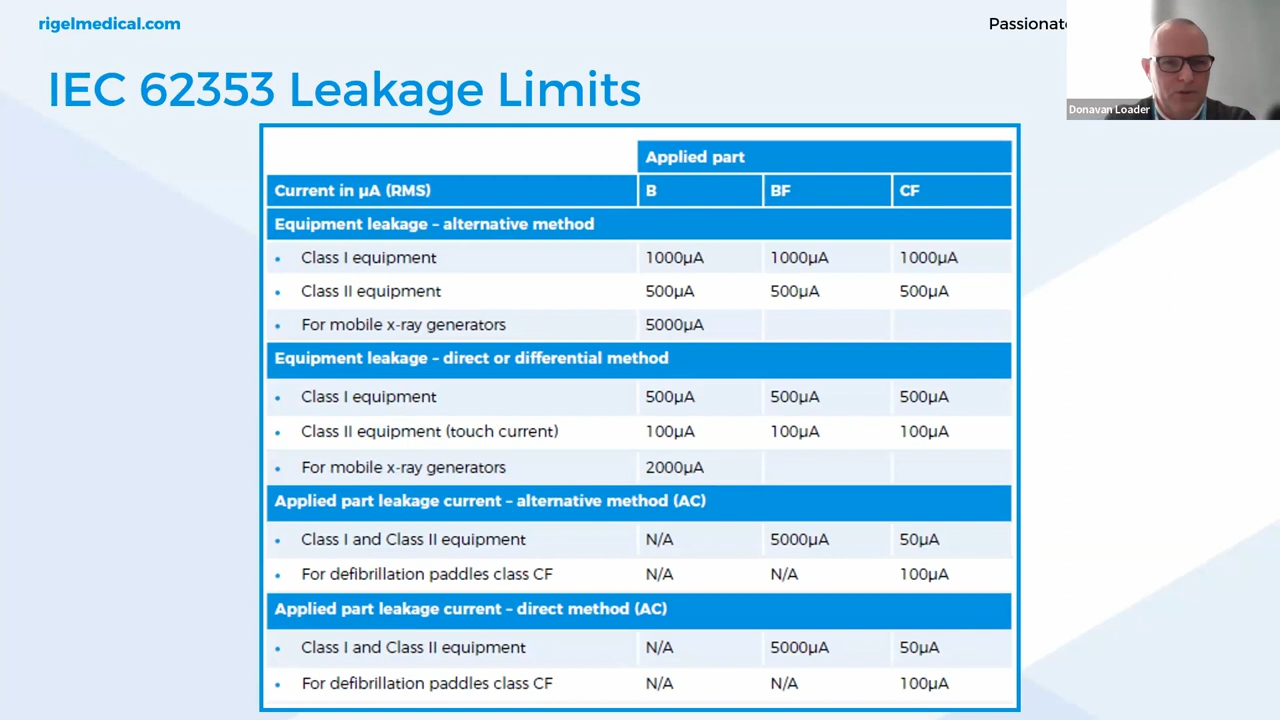 rigelmedical.com
Passionate
IEC 62353 Leakage Limits
Donavan Loader
Applied part
Current in µA (RMS) B BF CF
Equipment leakage – alternative method
• Class I equipment 1000µA 1000µA 1000µA
• Class II equipment 500µA 500µA 500µA
• For mobile x-ray generators 5000µA
Equipment leakage – direct or differential method
• Class I equipment 500µA 500µA 500µA
• Class II equipment (touch current) 100µA 100µA 100µA
• For mobile x-ray generators 2000µA
Applied part leakage current – alternative method (AC)
• Class I and Class II equipment N/A 5000µA 50µA
• For defibrillation paddles class CF N/A N/A 100µA
Applied part leakage current – direct method (AC)
• Class I and Class II equipment N/A 5000µA 50µA
• For defibrillation paddles class CF N/A N/A 100µA